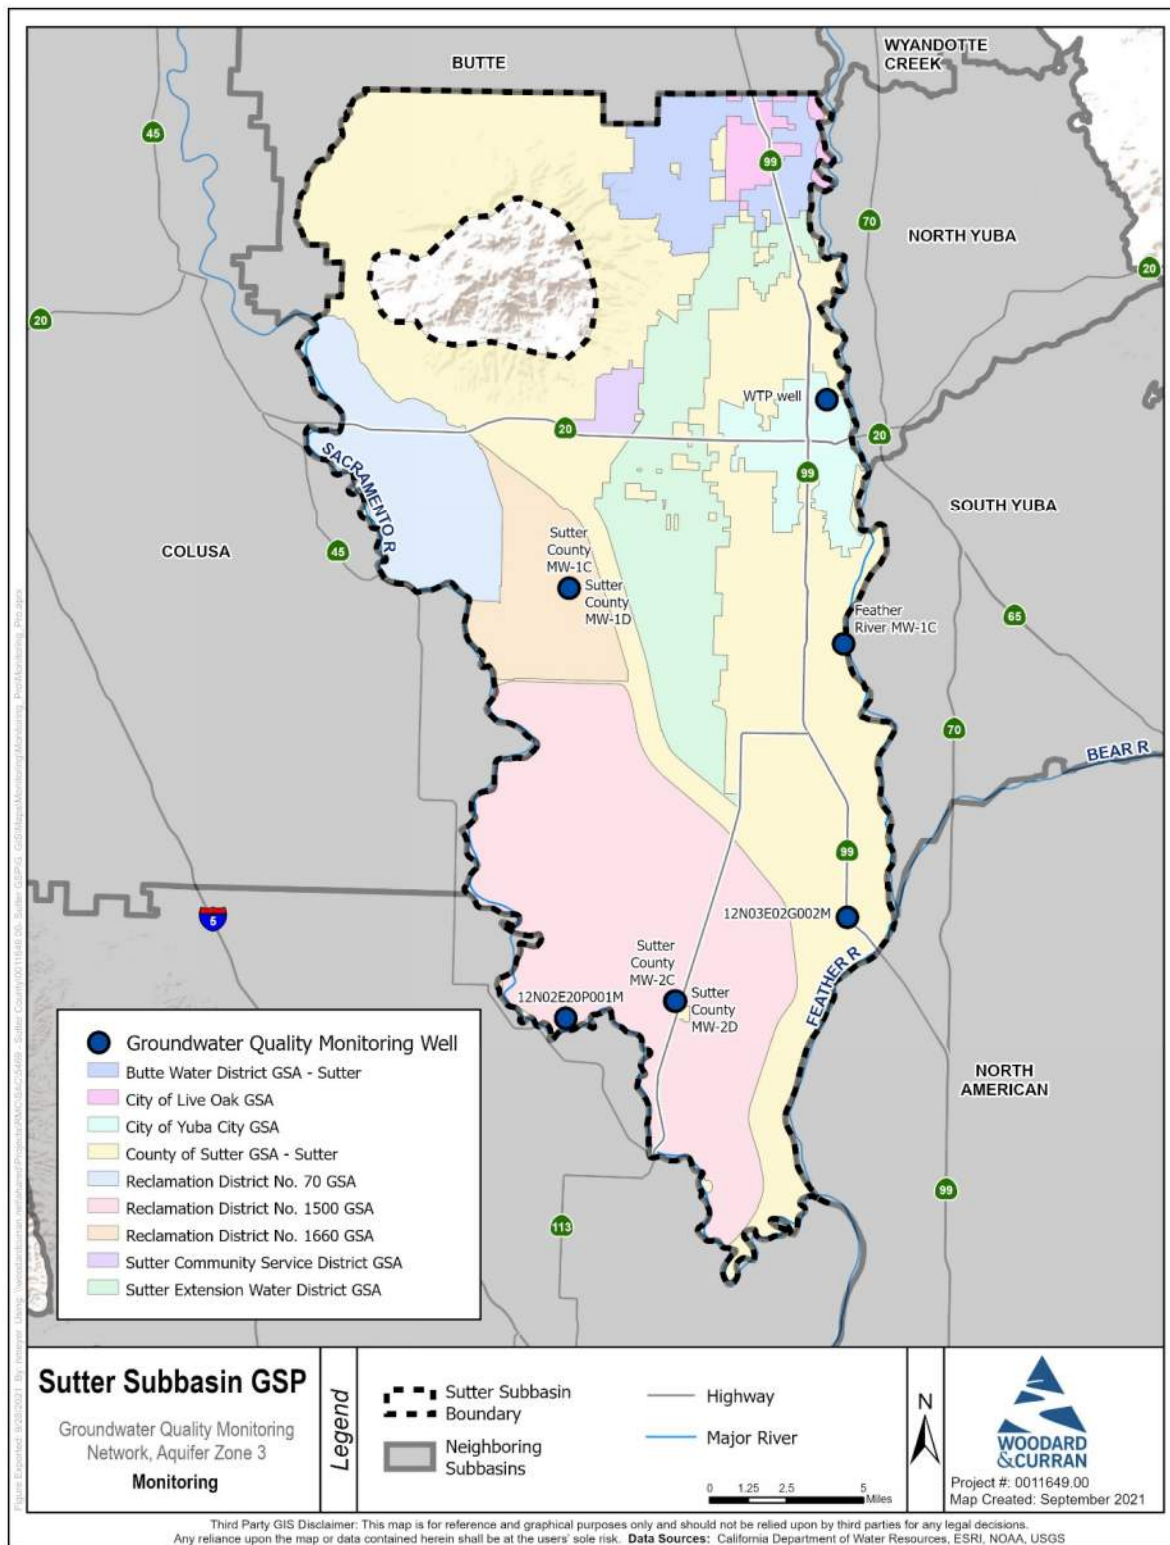 BUTTE
WYANDOTTE
CREEK
45
99
70
NORTH YUBA
20
20
WTP well
20
20
99
SACRAMENTO R
SOUTH YUBA
COLUSA
45
Sutter
County
MW-1C
Sutter
County
MW-1D
Feather
River MW-1C
65
70
BEAR R
99
5
12N03E02G002M
Sutter
County
MW-2C
Sutter
County
MW-2D
12N02E20P001M
FEATHER R
NORTH
AMERICAN
99
113
Groundwater Quality Monitoring Well
Butte Water District GSA - Sutter
City of Live Oak GSA
City of Yuba City GSA
County of Sutter GSA - Sutter
Reclamation District No. 70 GSA
Reclamation District No. 1500 GSA
Reclamation District No. 1660 GSA
Sutter Community Service District GSA
Sutter Extension Water District GSA
Sutter Subbasin GSP
Groundwater Quality Monitoring
Network, Aquifer Zone 3
Monitoring
Legend
Sutter Subbasin
Boundary
Neighboring
Subbasins
Highway
Major River
0 1.25 2.5 5
Miles
N
WOODARD
&CURRAN
Project #: 0011649.00
Map Created: September 2021
Third Party GIS Disclaimer: This map is for reference and graphical purposes only and should not be relied upon by third parties for any legal decisions.
Any reliance upon the map or data contained herein shall be at the users' sole risk. Data Sources: California Department of Water Resources, ESRI, NOAA, USGS